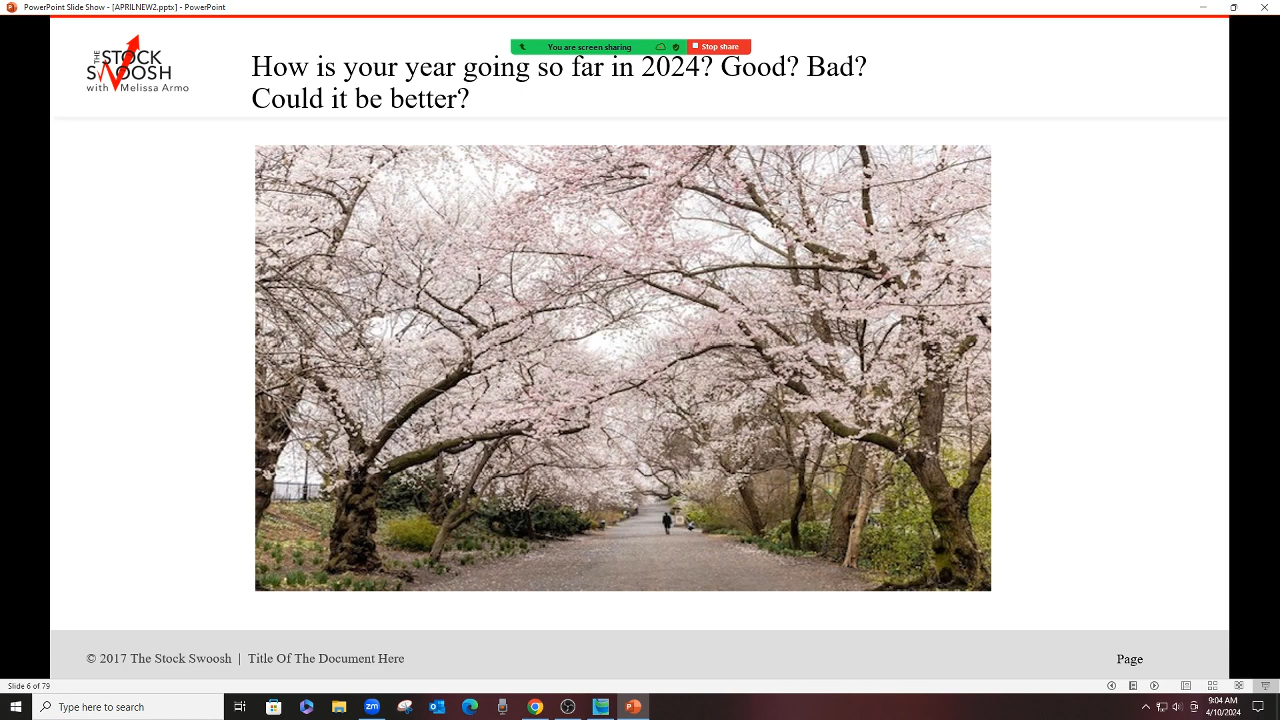 PowerPoint Slide Show - [APRILNEW2.pptx] - PowerPoint
You are screen sharing
Stop share
THE
STOCK
SWOOSH
with Melissa Armo
How is your year going so far in 2024? Good? Bad?
Could it be better?
© 2017 The Stock Swoosh | Title Of The Document Here
Page
Slide 6 of 79
Type here to search
zm
9:04 AM
4/10/2024